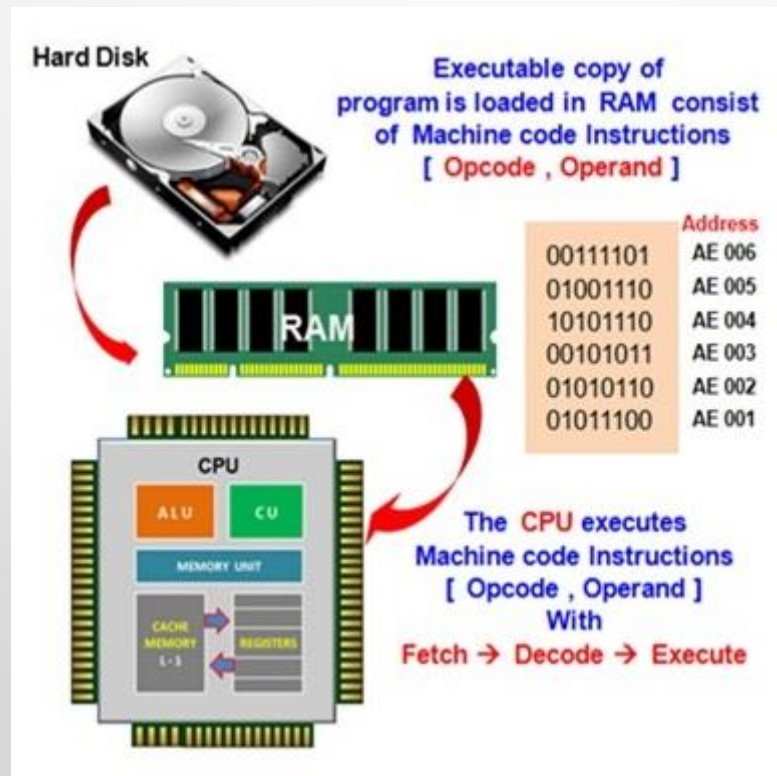 Hard Disk
Executable copy of
program is loaded in RAM consist
of Machine code Instructions
[ Opcode , Operand ]
Address
00111101 AE 006
01001110 AE 005
10101110 AE 004
00101011 AE 003
01010110 AE 002
01011100 AE 001
RAM
CPU
ALU CU
MEMORY UNIT
CACHE
MEMORY
L-1
REGISTERS
The CPU executes
Machine code Instructions
[ Opcode , Operand ]
With
Fetch → Decode → Execute